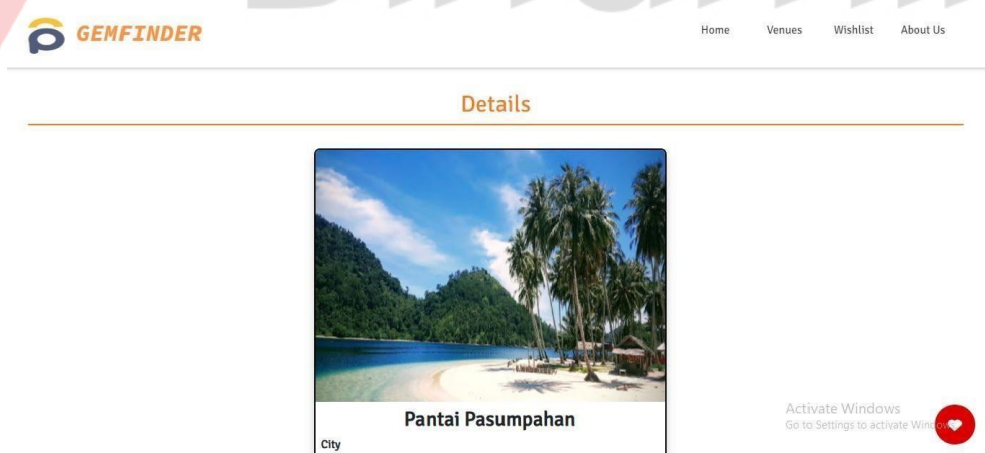 GEMFINDER
Home Venues Wishlist About Us
Details
Pantai Pasumpahan
City
Activate Windows
Go to Settings to activate Windows.